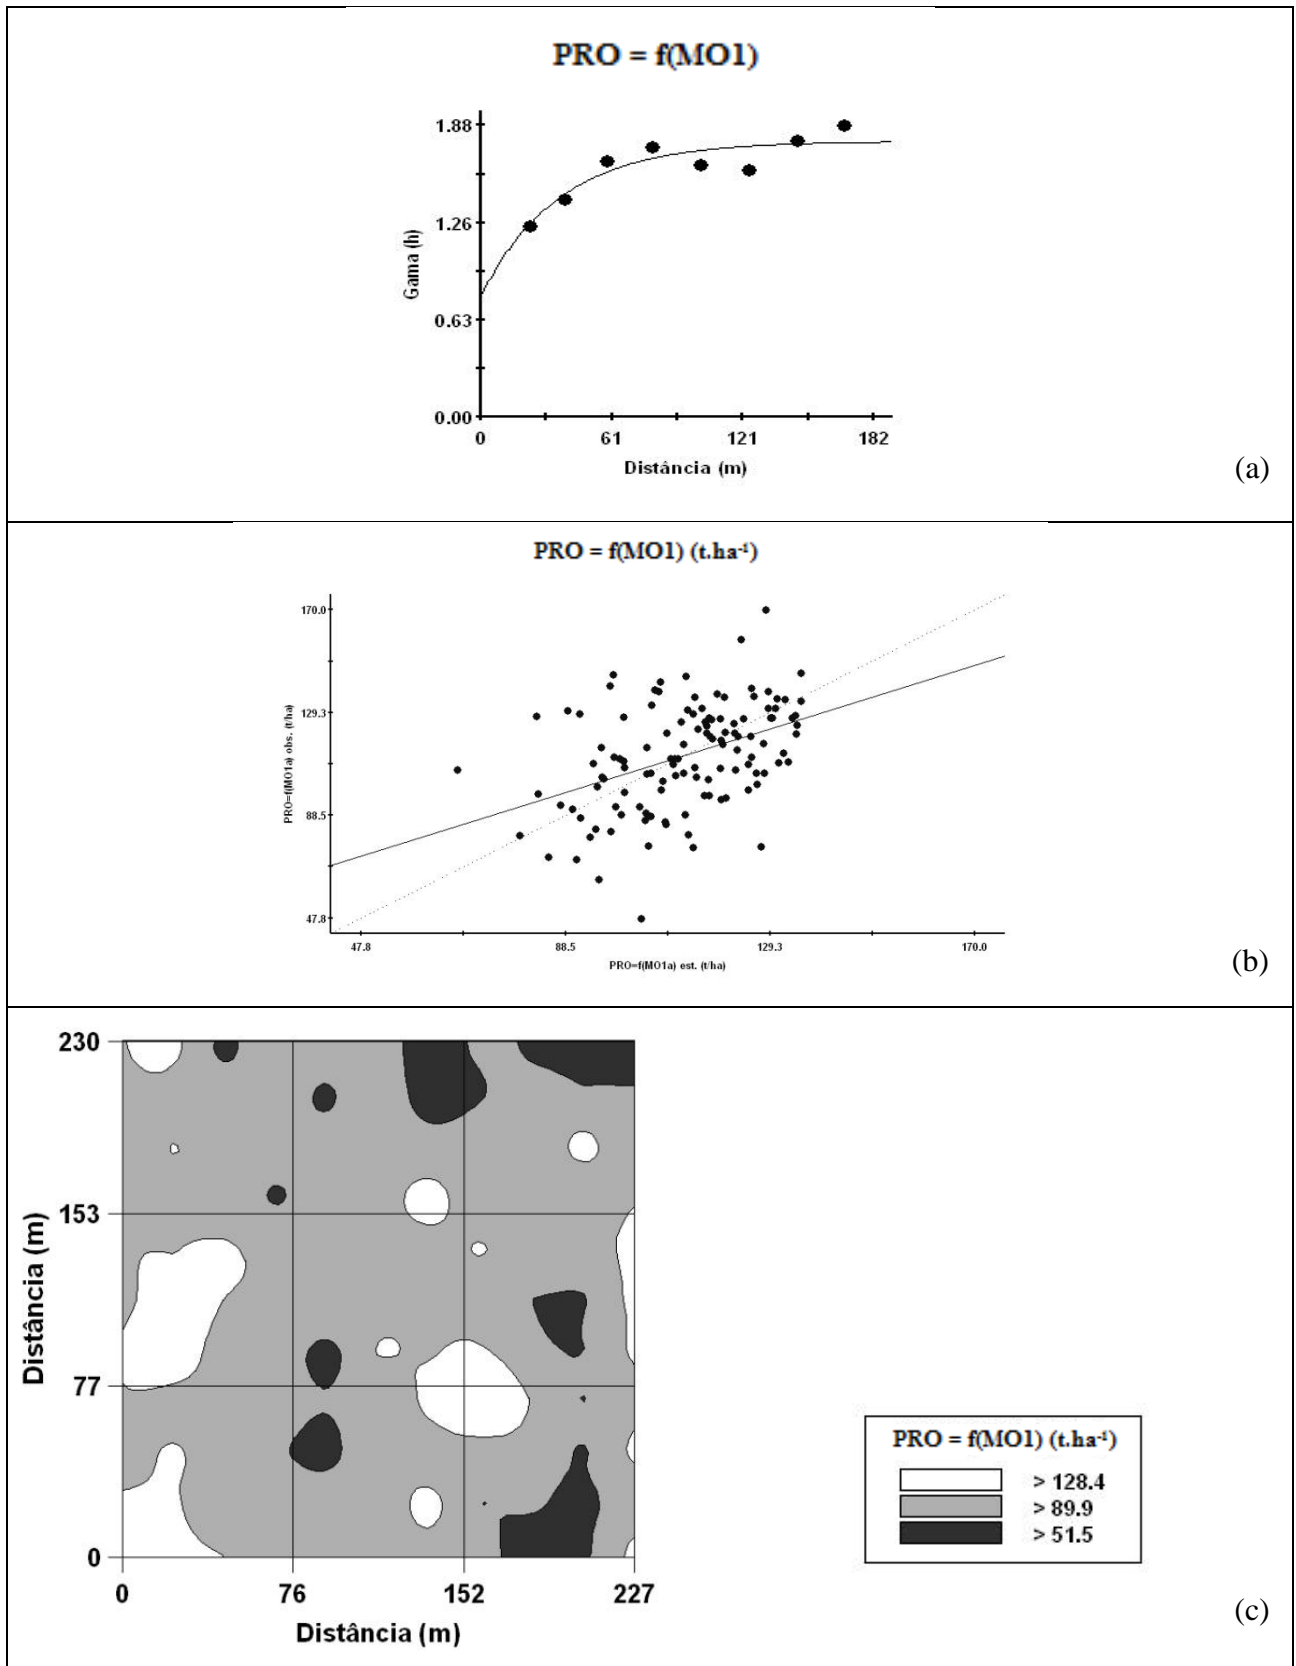 PRO = f(MO1)
1.88
1.26
Gama (h)
0.63
0.00
0 61 121 182
Distância (m)
(a)
PRO = f(MO1) (t.ha⁻¹)
170.0
129.3
PRO=f(MO1a) obs. (t/ha)
88.5
47.8
47.8 88.5 129.3 170.0
PRO=f(MO1a) est. (t/ha)
(b)
230
153
Distância (m)
77
0
0 76 152 227
Distância (m)
PRO = f(MO1) (t.ha⁻¹)
> 128.4
> 89.9
> 51.5
(c)